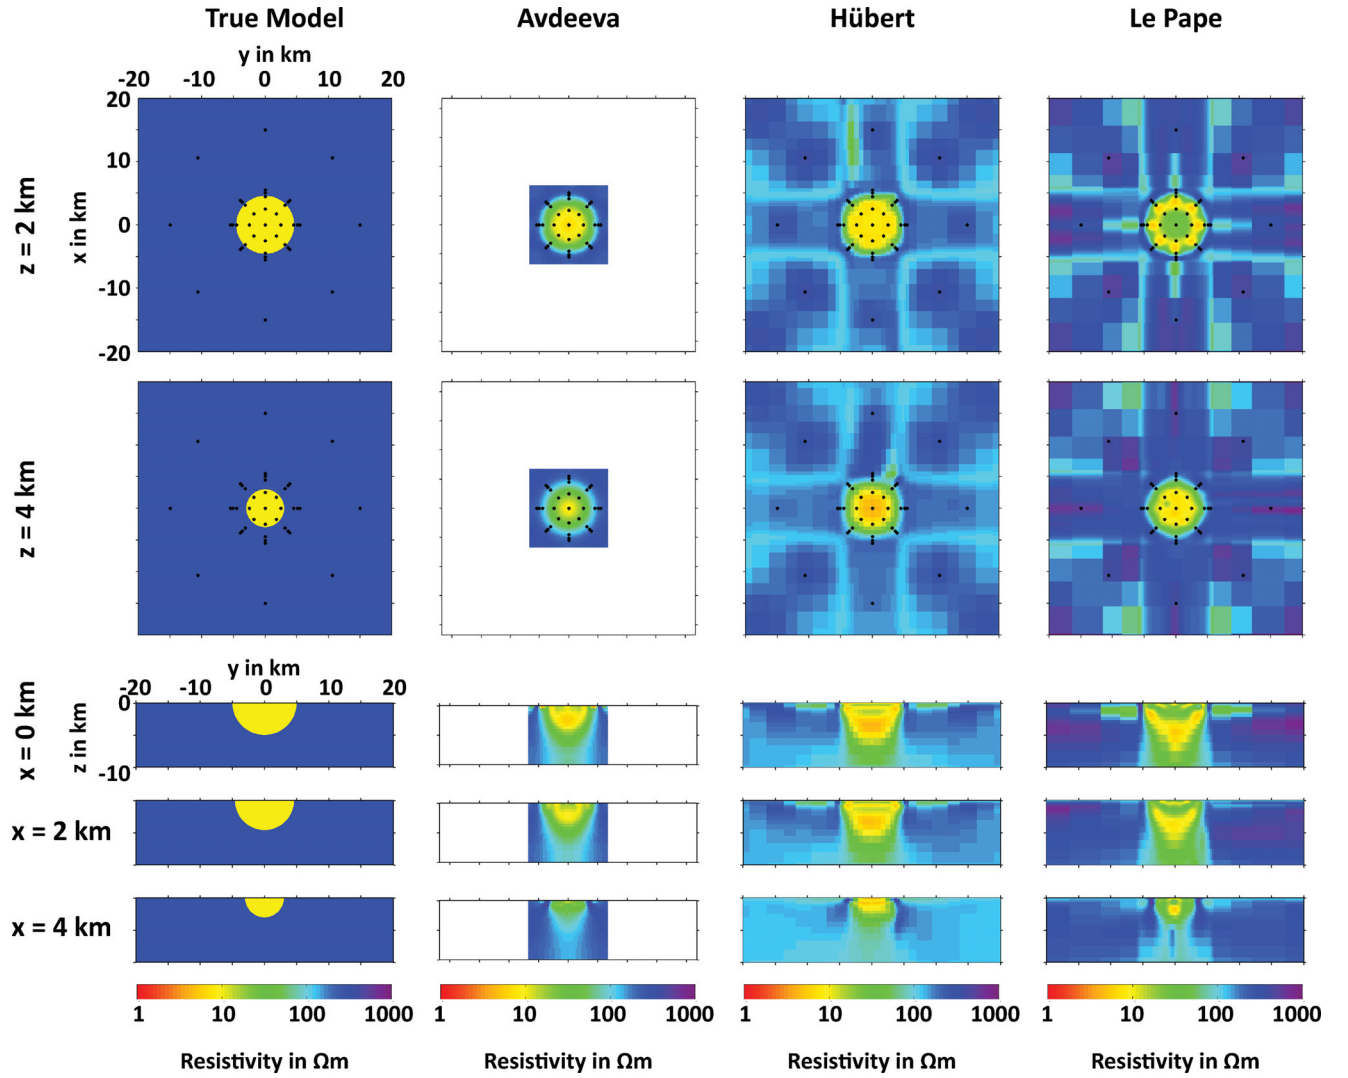 True Model Avdeeva Hübert Le Pape
y in km
-20 -10 0 10 20
z = 2 km
x in km
20
10
0
-10
-20
z = 4 km
y in km
-20 -10 0 10 20
x = 0 km
z in km
0
-10
x = 2 km
x = 4 km
1 10 100 1000 1 10 100 1000 1 10 100 1000 1 10 100 1000
Resistivity in Ωm Resistivity in Ωm Resistivity in Ωm Resistivity in Ωm